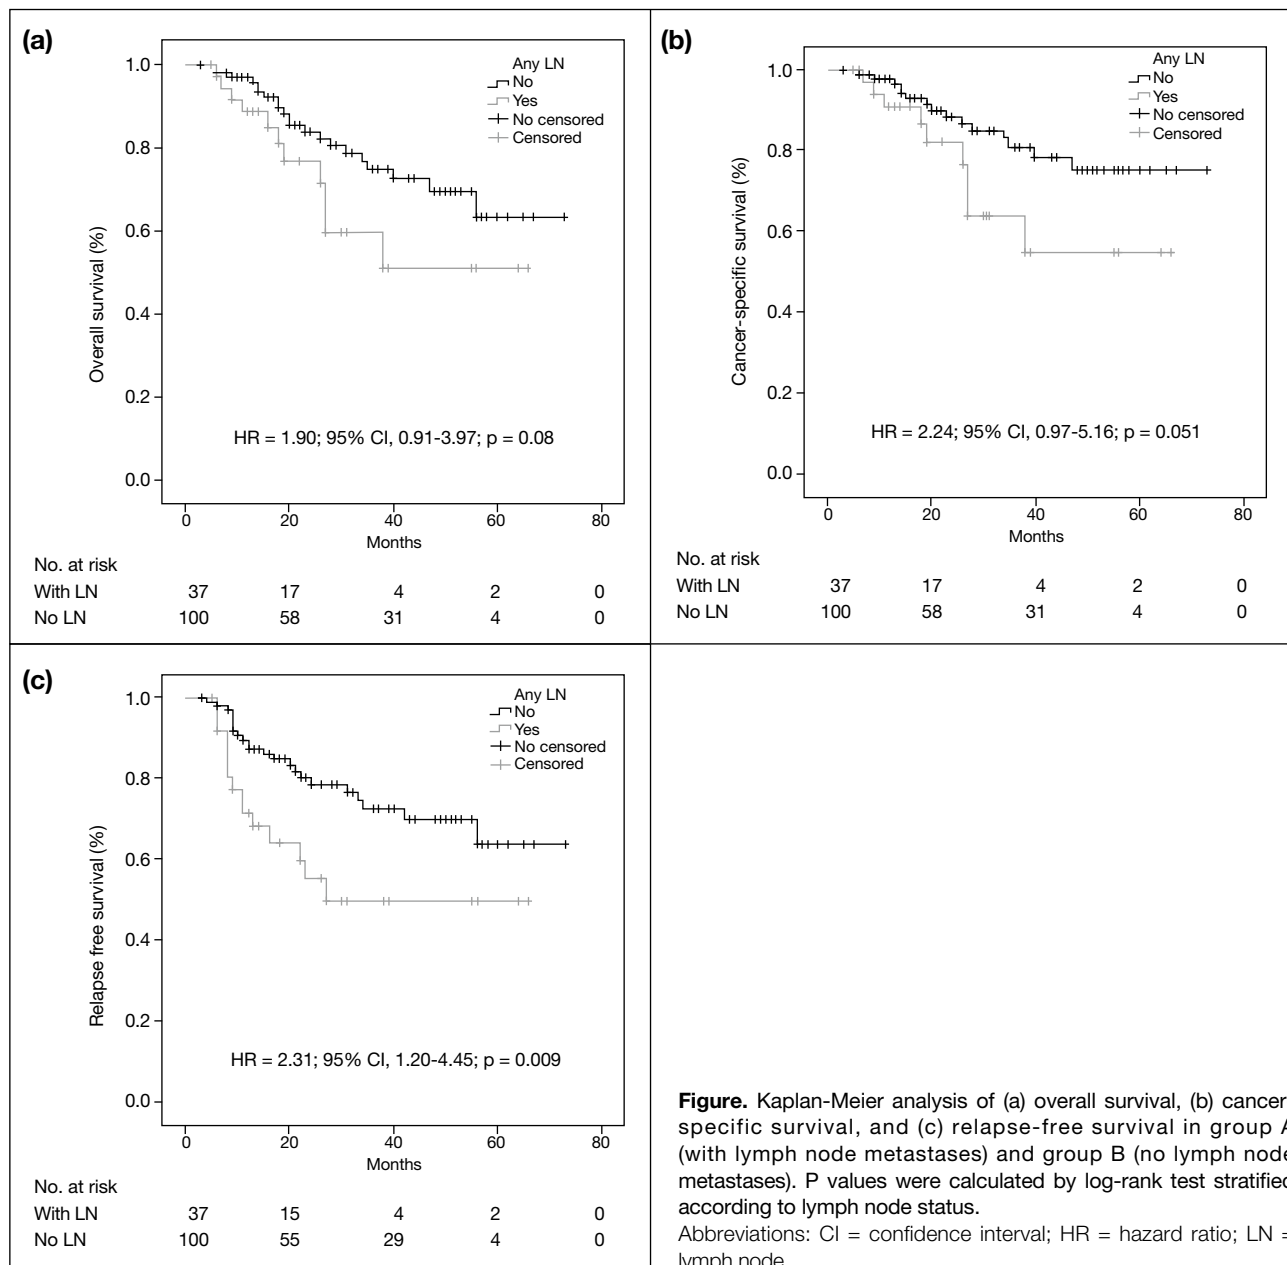 (a)
1.0
0.8
0.6
0.4
0.2
0.0
Overall survival (%)
Any LN
No
Yes
No censored
Censored
HR = 1.90; 95% CI, 0.91-3.97; p = 0.08
0 20 40 60 80
Months
No. at risk
With LN 37 17 4 2 0
No LN 100 58 31 4 0
(b)
1.0
0.8
0.6
0.4
0.2
0.0
Cancer-specific survival (%)
Any LN
No
Yes
No censored
Censored
HR = 2.24; 95% CI, 0.97-5.16; p = 0.051
0 20 40 60 80
Months
No. at risk
With LN 37 17 4 2 0
No LN 100 58 31 4 0
(c)
1.0
0.8
0.6
0.4
0.2
0.0
Relapse free survival (%)
Any LN
No
Yes
No censored
Censored
HR = 2.31; 95% CI, 1.20-4.45; p = 0.009
0 20 40 60 80
Months
No. at risk
With LN 37 15 4 2 0
No LN 100 55 29 4 0
Figure. Kaplan-Meier analysis of (a) overall survival, (b) cancer-
specific survival, and (c) relapse-free survival in group A
(with lymph node metastases) and group B (no lymph node
metastases). P values were calculated by log-rank test stratified
according to lymph node status.
Abbreviations: CI = confidence interval; HR = hazard ratio; LN =
lymph node